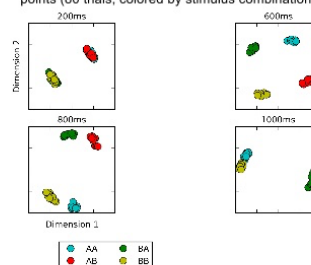 points (80 trials, colored by stimulus combination
200ms
600ms
Dimension 2
800ms
1000ms
Dimension 1
AA
BA
AB
BB